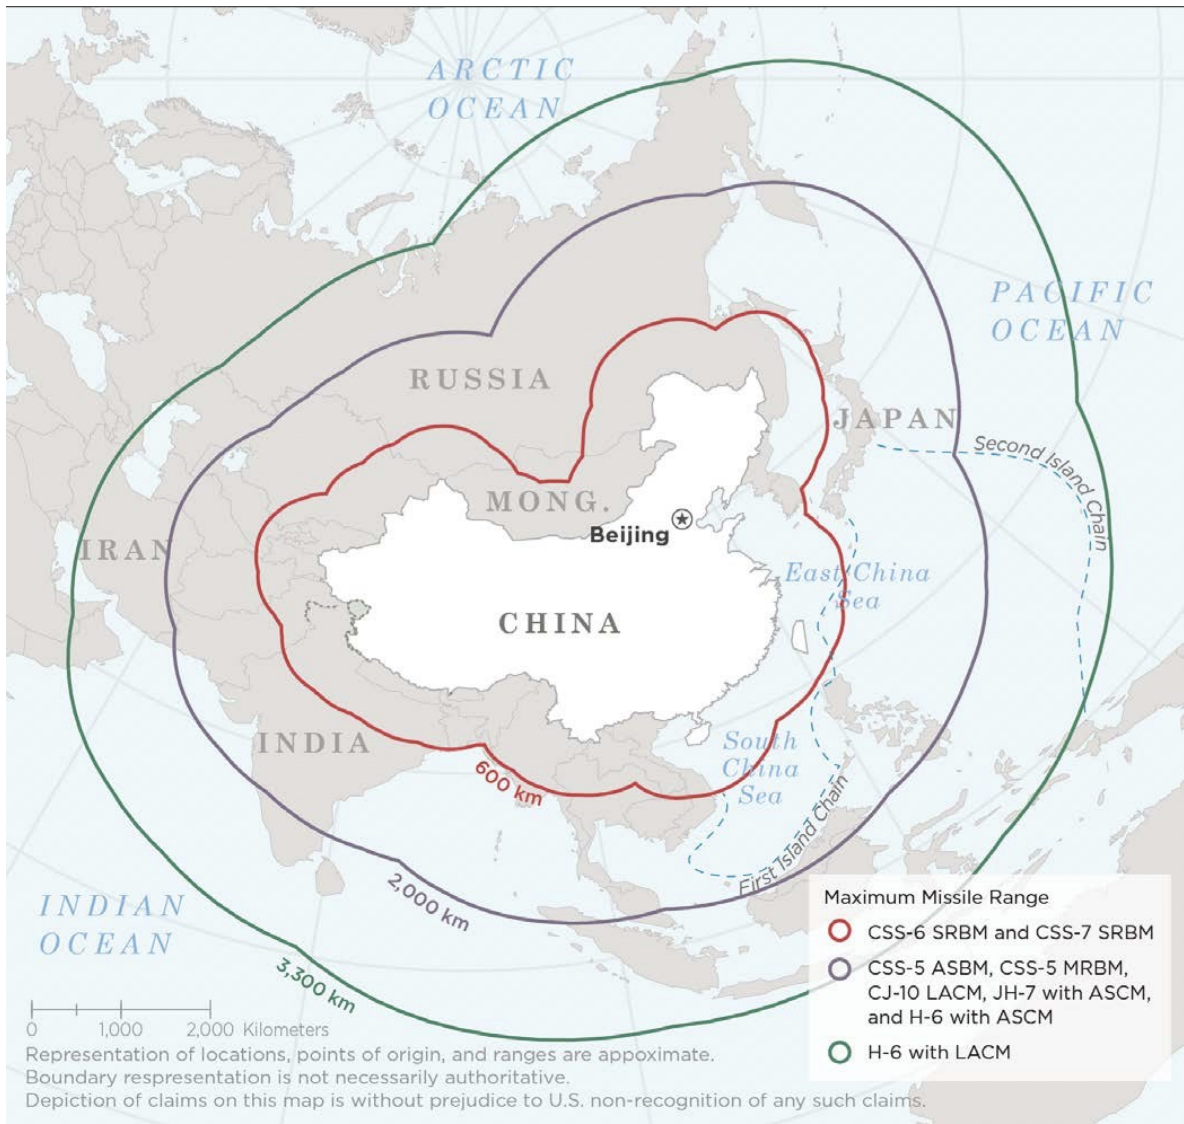 ARCTIC
OCEAN
PACIFIC
OCEAN
RUSSIA
JAPAN
Second Island Chain
MONG.
Beijing
IRAN
East China
Sea
CHINA
INDIA
South
China
Sea
600 km
First Island Chain
2,000 km
INDIAN
OCEAN
3,300 km
Maximum Missile Range
CSS-6 SRBM and CSS-7 SRBM
CSS-5 ASBM, CSS-5 MRBM,
CJ-10 LACM, JH-7 with ASCM,
and H-6 with ASCM
H-6 with LACM
0 1,000 2,000 Kilometers
Representation of locations, points of origin, and ranges are appoximate.
Boundary respresentation is not necessarily authoritative.
Depiction of claims on this map is without prejudice to U.S. non-recognition of any such claims.